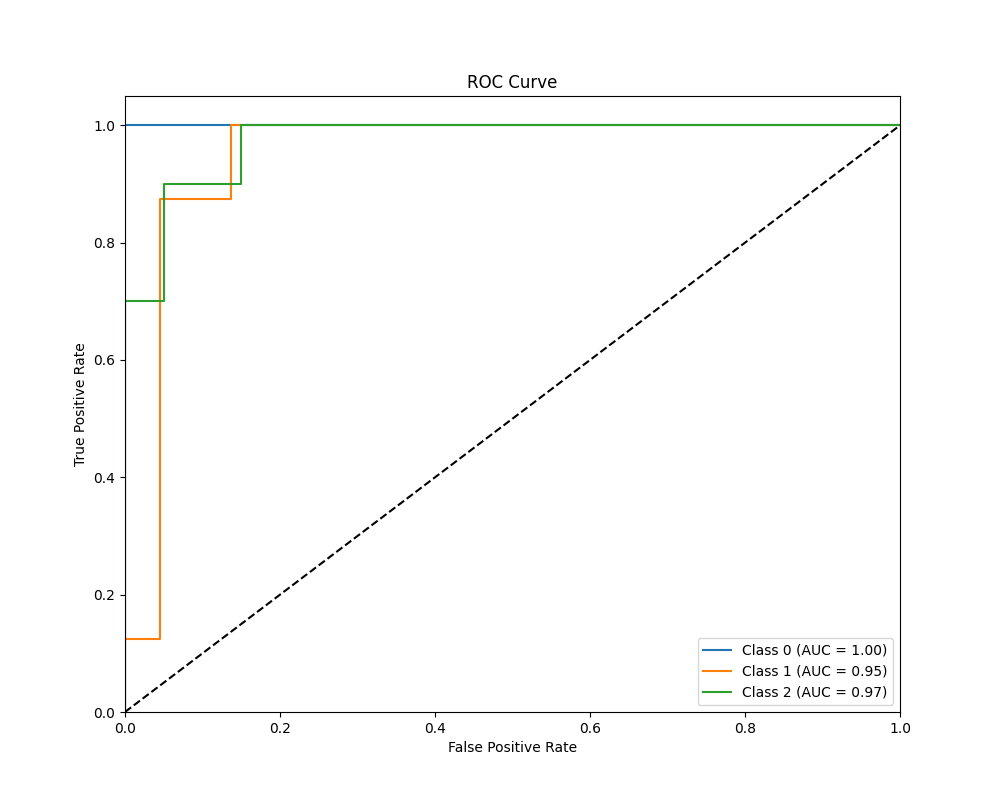 ROC Curve
True Positive Rate
1.0
0.8
0.6
0.4
0.2
0.0
0.0 0.2 0.4 0.6 0.8 1.0
False Positive Rate
Class 0 (AUC = 1.00)
Class 1 (AUC = 0.95)
Class 2 (AUC = 0.97)